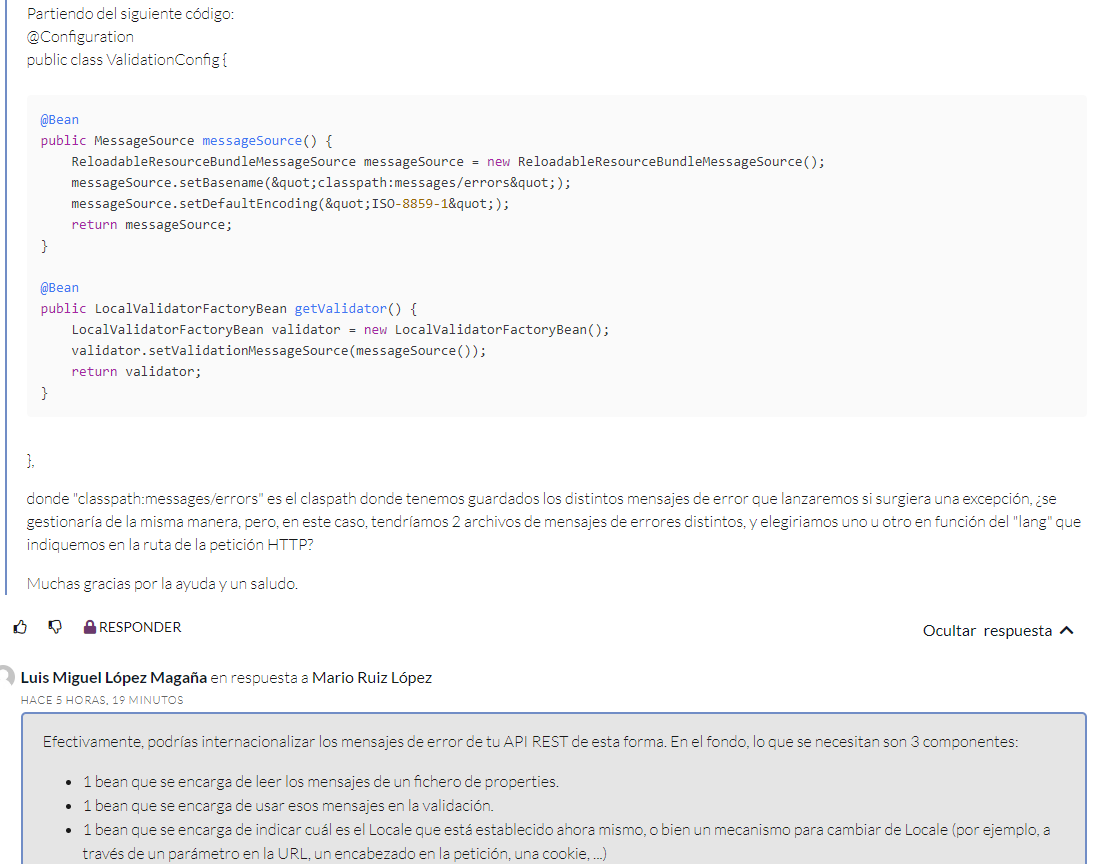 Partiendo del siguiente código:
@Configuration
public class ValidationConfig {
@Bean
public MessageSource messageSource() {
ReloadableResourceBundleMessageSource messageSource = new ReloadableResourceBundleMessageSource();
messageSource.setBasename(&quot;classpath:messages/errors&quot;);
messageSource.setDefaultEncoding(&quot;ISO-8859-1&quot;);
return messageSource;
}
@Bean
public LocalValidatorFactoryBean getValidator() {
LocalValidatorFactoryBean validator = new LocalValidatorFactoryBean();
validator.setValidationMessageSource(messageSource());
return validator;
}
},
donde "classpath:messages/errors" es el claspath donde tenemos guardados los distintos mensajes de error que lanzaremos si surgiera una excepción, ¿se
gestionaría de la misma manera, pero, en este caso, tendríamos 2 archivos de mensajes de errores distintos, y elegiriamos uno u otro en función del "lang" que
indiquemos en la ruta de la petición HTTP?
Muchas gracias por la ayuda y un saludo.
RESPONDER
Ocultar respuesta
Luis Miguel López Magaña en respuesta a Mario Ruiz López
HACE 5 HORAS, 19 MINUTOS
Efectivamente, podrías internacionalizar los mensajes de error de tu API REST de esta forma. En el fondo, lo que se necesitan son 3 componentes:
• 1 bean que se encarga de leer los mensajes de un fichero de properties.
• 1 bean que se encarga de usar esos mensajes en la validación.
• 1 bean que se encarga de indicar cuál es el Locale que está establecido ahora mismo, o bien un mecanismo para cambiar de Locale (por ejemplo, a
través de un parámetro en la URL, un encabezado en la petición, una cookie, ...)